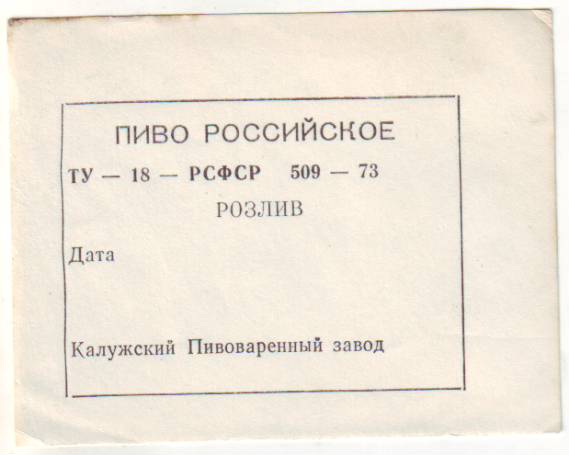 ПИВО РОССИЙСКОЕ
ТУ — 18 — РСФСР 509 — 73
РОЗЛИВ
Дата
Калужский Пивоваренный завод